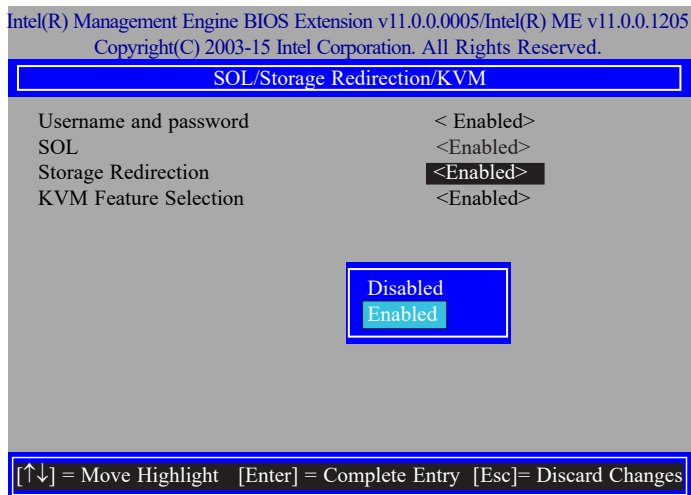 Intel(R) Management Engine BIOS Extension v11.0.0.0005/Intel(R) ME v11.0.0.1205
Copyright(C) 2003-15 Intel Corporation. All Rights Reserved.
SOL/Storage Redirection/KVM
Username and password < Enabled>
SOL <Enabled>
Storage Redirection <Enabled>
KVM Feature Selection <Enabled>
Disabled
Enabled
[↑↓] = Move Highlight [Enter] = Complete Entry [Esc]= Discard Changes